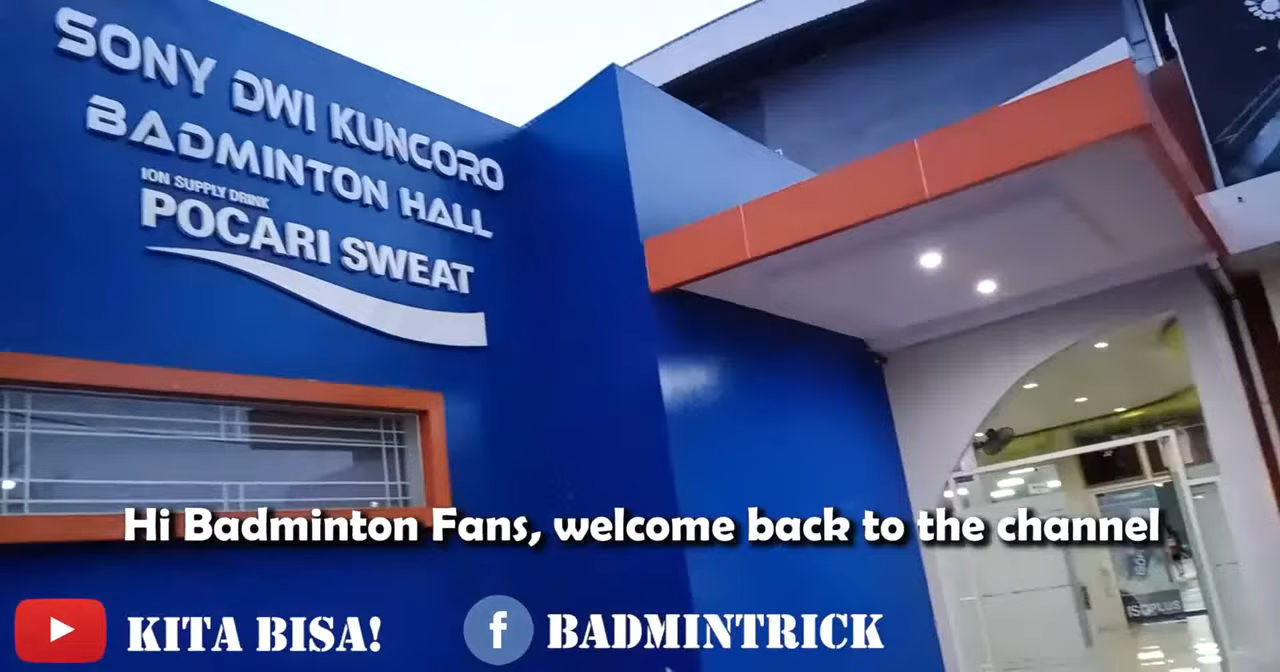 SONY DWI KUNCORO
BADMINTON HALL
ION SUPPLY DRINK
POCARI SWEAT
ISOPLUS
Hi Badminton Fans, welcome back to the channel
KITA BISA!
f BADMINTRICK